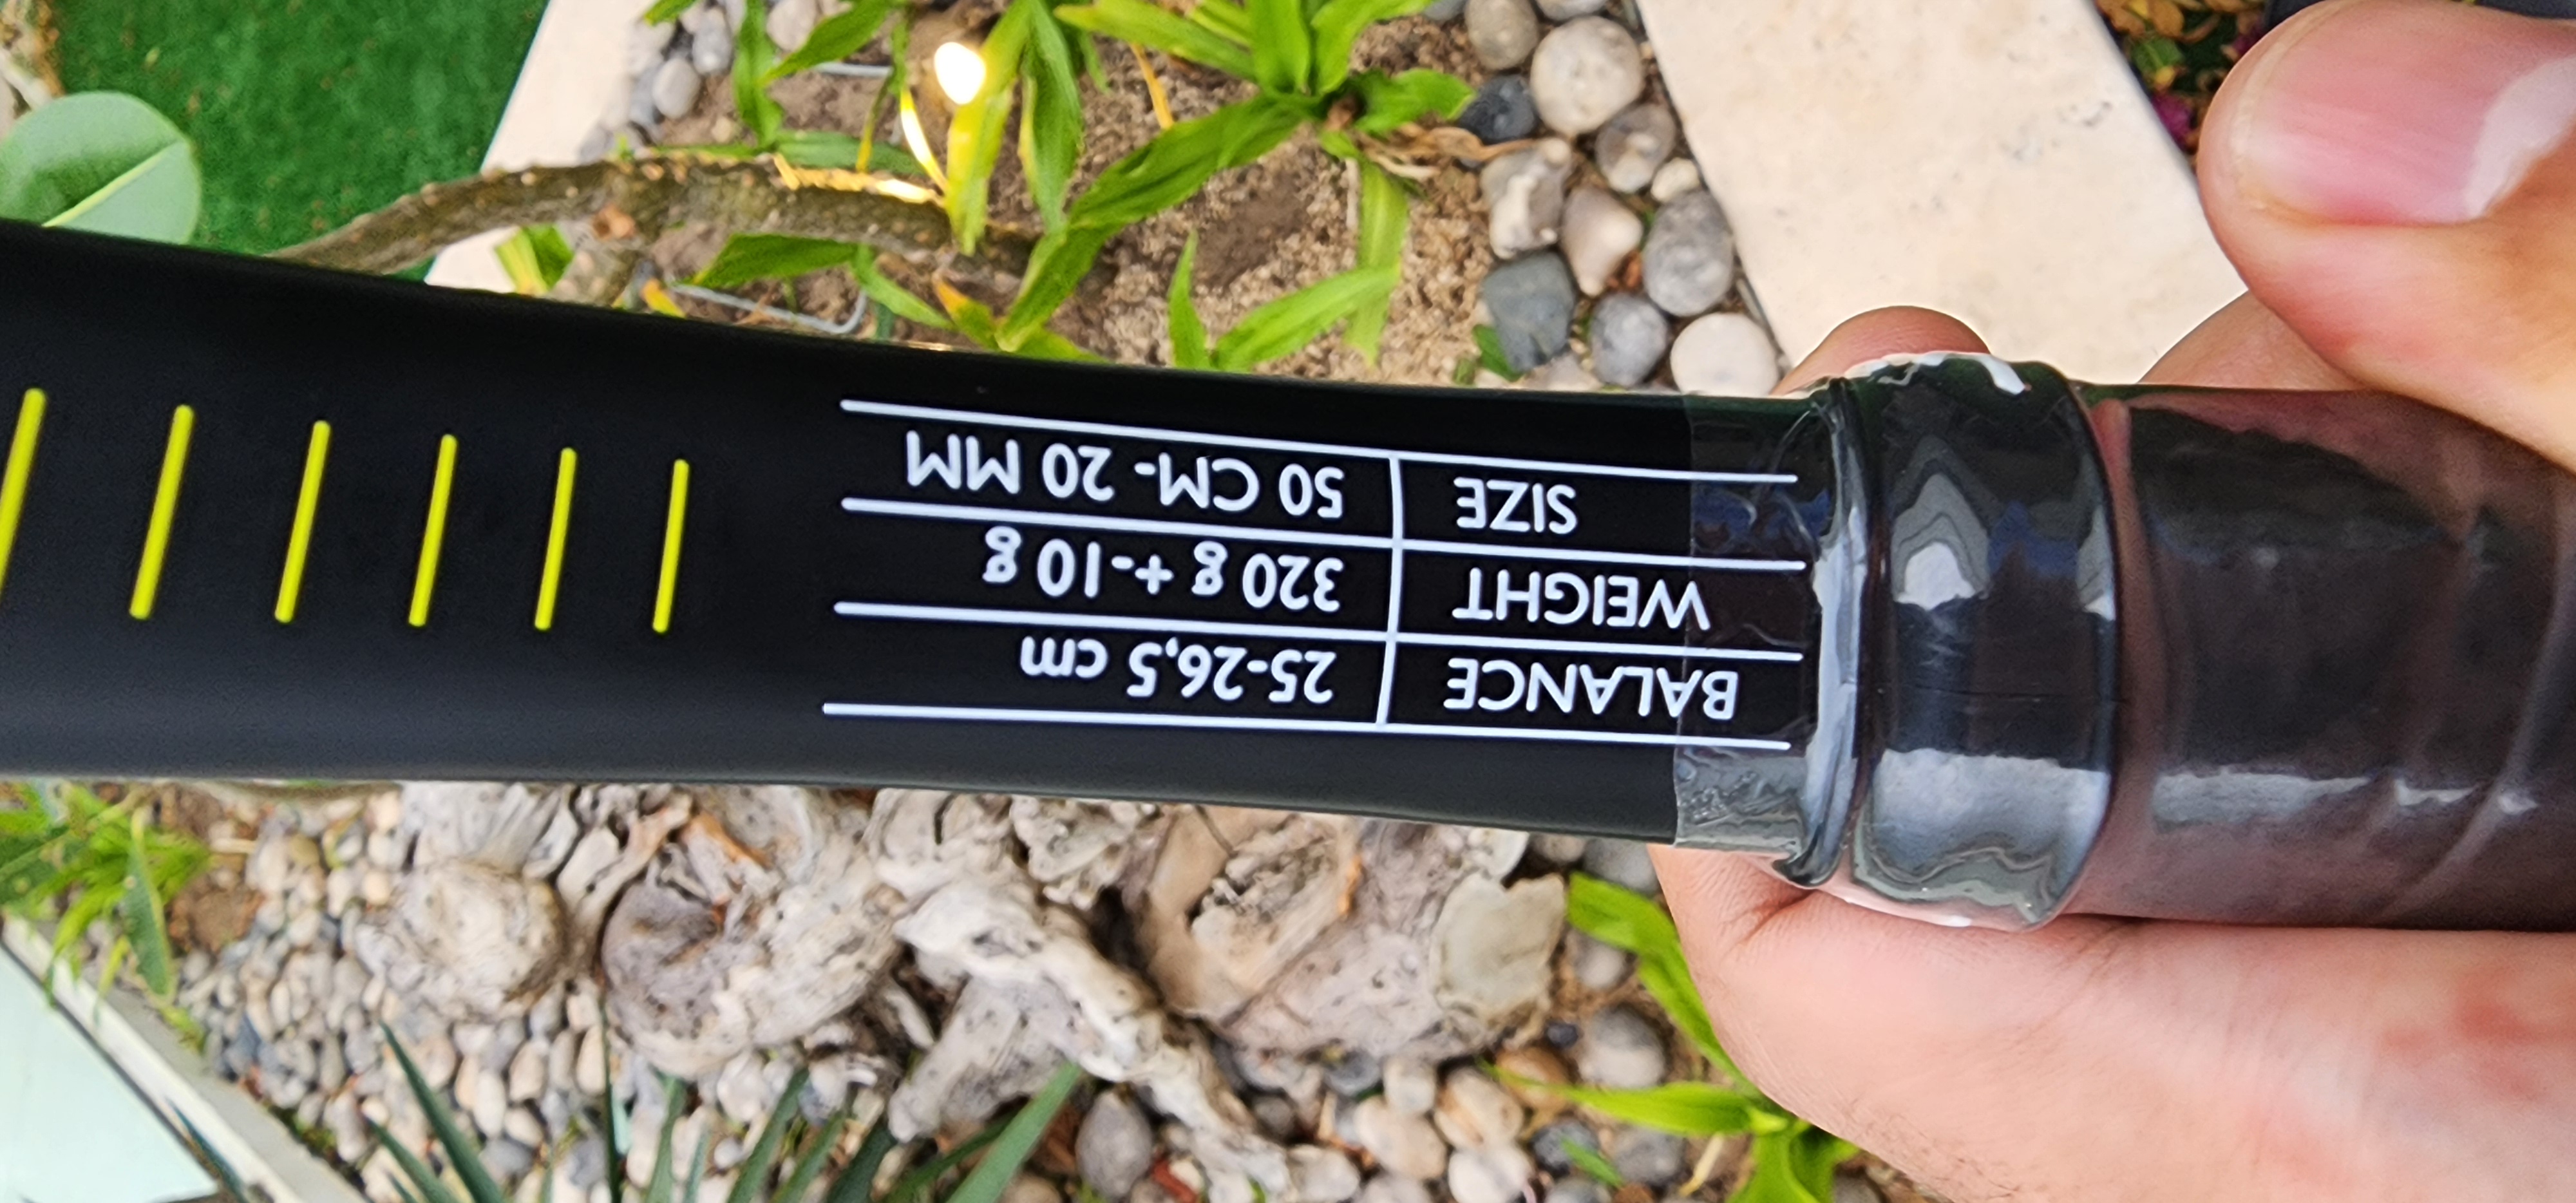 BALANCE 25-26,5 cm
WEIGHT 320 g +-10 g
SIZE 50 CM- 20 MM